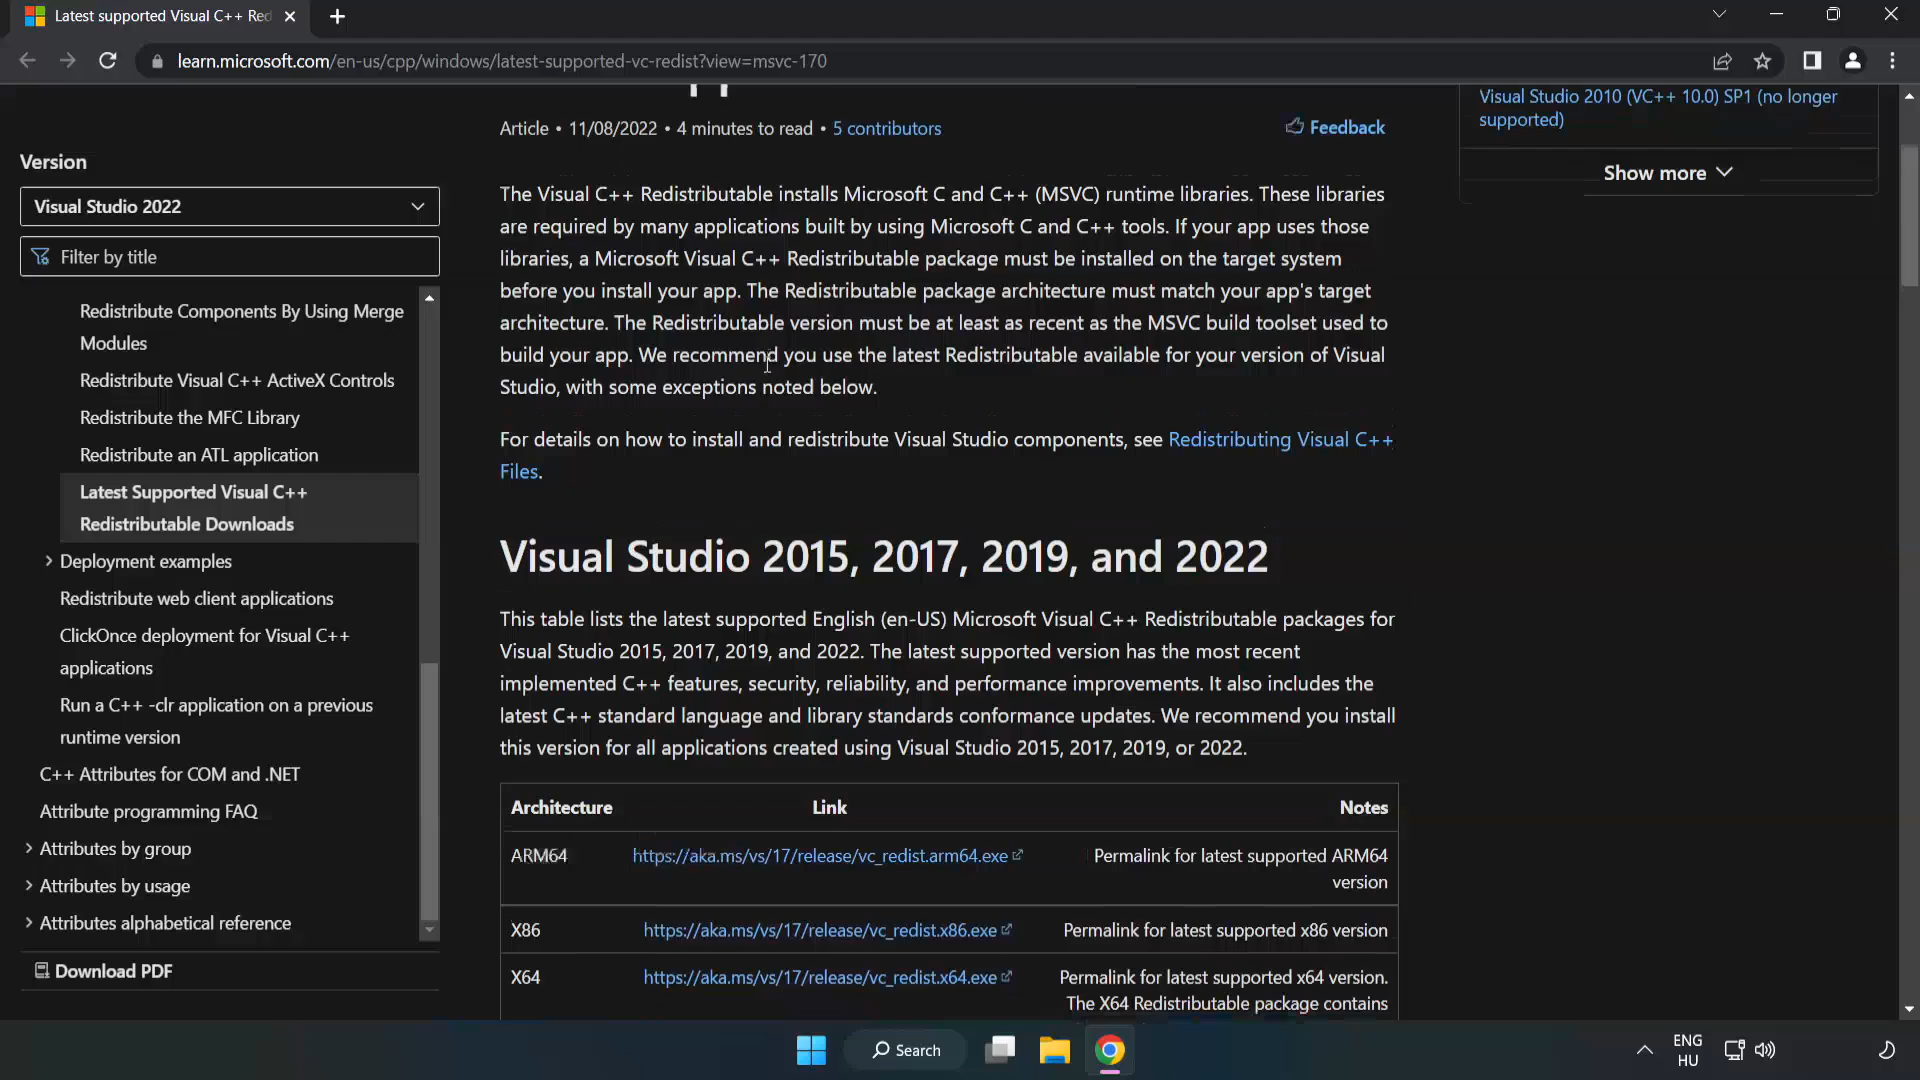 Latest supported Visual C++ Red
learn.microsoft.com/en-us/cpp/windows/latest-supported-vc-redist?view=msvc-170
Version
Visual Studio 2022
Filter by title
Redistribute Components By Using Merge
Modules
Redistribute Visual C++ ActiveX Controls
Redistribute the MFC Library
Redistribute an ATL application
Latest Supported Visual C++
Redistributable Downloads
Deployment examples
Redistribute web client applications
ClickOnce deployment for Visual C++
applications
Run a C++ -clr application on a previous
runtime version
C++ Attributes for COM and .NET
Attribute programming FAQ
Attributes by group
Attributes by usage
Attributes alphabetical reference
Download PDF
Article • 11/08/2022 • 4 minutes to read • 5 contributors
Feedback
The Visual C++ Redistributable installs Microsoft C and C++ (MSVC) runtime libraries. These libraries
are required by many applications built by using Microsoft C and C++ tools. If your app uses those
libraries, a Microsoft Visual C++ Redistributable package must be installed on the target system
before you install your app. The Redistributable package architecture must match your app's target
architecture. The Redistributable version must be at least as recent as the MSVC build toolset used to
build your app. We recommend you use the latest Redistributable available for your version of Visual
Studio, with some exceptions noted below.
For details on how to install and redistribute Visual Studio components, see Redistributing Visual C++
Files.
Visual Studio 2015, 2017, 2019, and 2022
This table lists the latest supported English (en-US) Microsoft Visual C++ Redistributable packages for
Visual Studio 2015, 2017, 2019, and 2022. The latest supported version has the most recent
implemented C++ features, security, reliability, and performance improvements. It also includes the
latest C++ standard language and library standards conformance updates. We recommend you install
this version for all applications created using Visual Studio 2015, 2017, 2019, or 2022.
Architecture Link Notes
ARM64 https://aka.ms/vs/17/release/vc_redist.arm64.exe Permalink for latest supported ARM64
version
X86 https://aka.ms/vs/17/release/vc_redist.x86.exe Permalink for latest supported x86 version
X64 https://aka.ms/vs/17/release/vc_redist.x64.exe Permalink for latest supported x64 version.
The X64 Redistributable package contains
Visual Studio 2010 (VC++ 10.0) SP1 (no longer
supported)
Show more
Search
ENG
HU